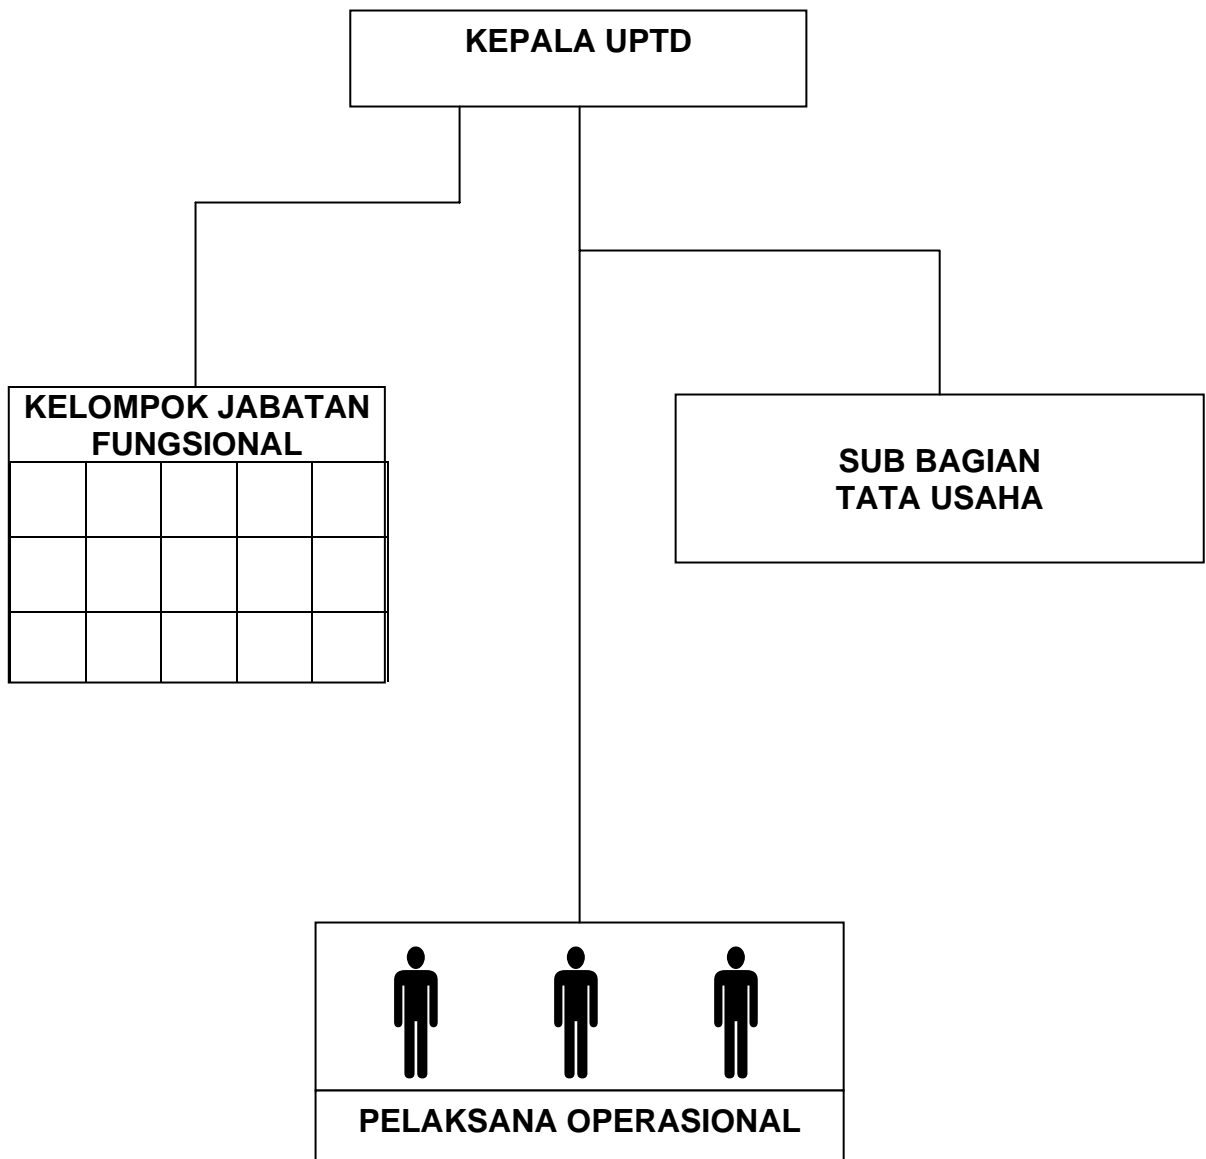 KEPALA UPTD
KELOMPOK JABATAN
FUNGSIONAL
SUB BAGIAN
TATA USAHA
PELAKSANA OPERASIONAL